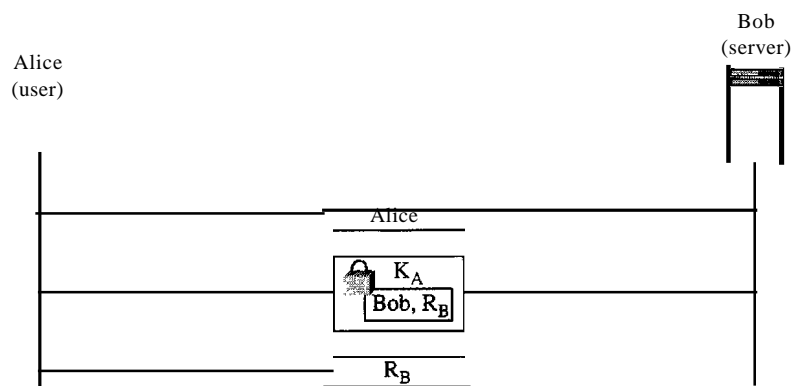 Bob
(server)
Alice
(user)
Alice
K_A
Bob, R_B
R_B